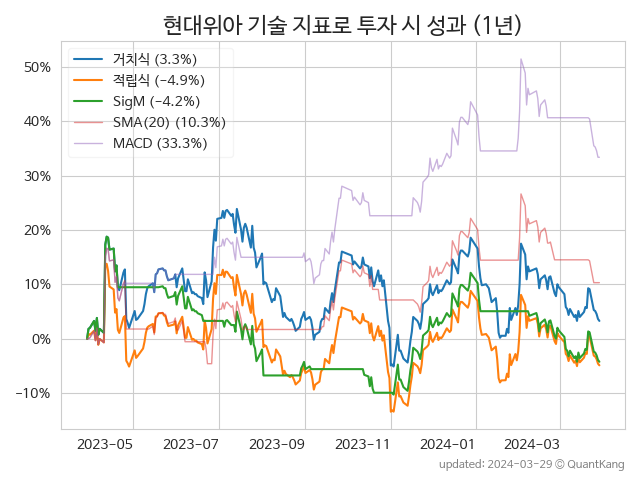 현대위아 기술 지표로 투자 시 성과 (1년)
거치식 (3.3%)
적립식 (−4.9%)
SigM (−4.2%)
SMA(20) (10.3%)
MACD (33.3%)
50%
40%
30%
20%
10%
0%
−10%
2023-05 2023-07 2023-09 2023-11 2024-01 2024-03
updated: 2024-03-29 © QuantKang